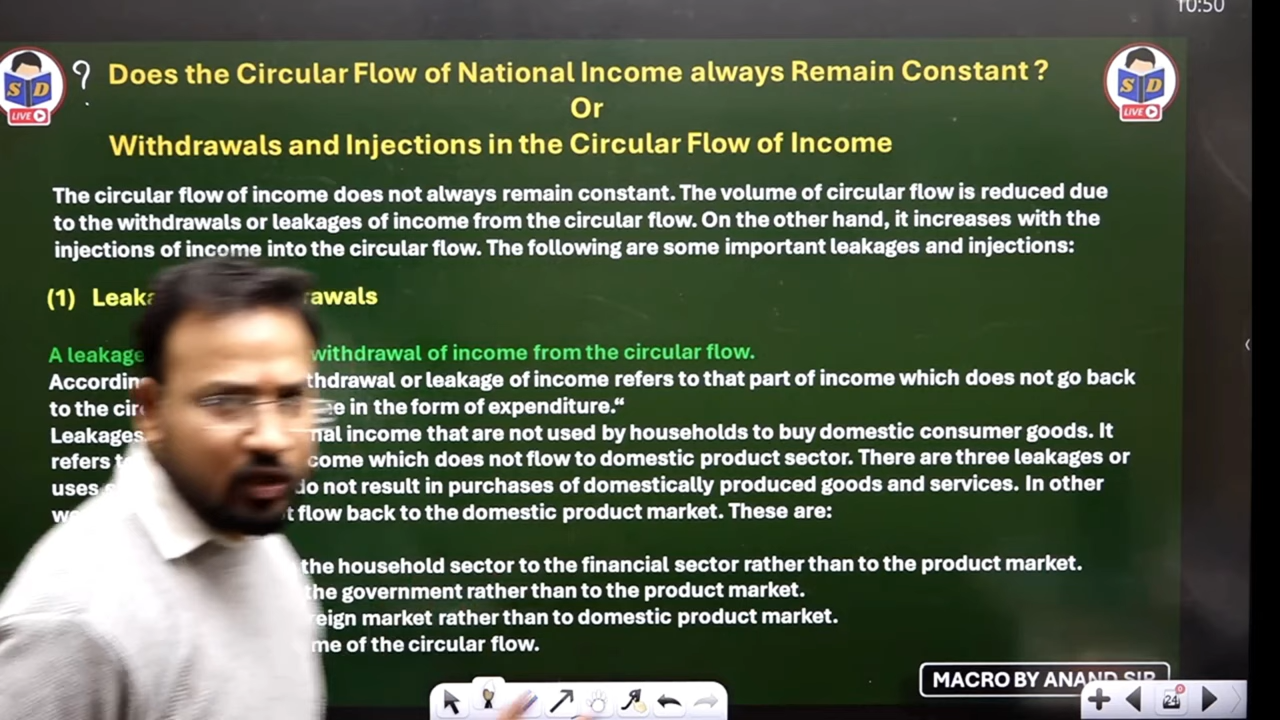 10:50
? Does the Circular Flow of National Income always Remain Constant ?
Or
Withdrawals and Injections in the Circular Flow of Income
S D
LIVE
S D
LIVE
The circular flow of income does not always remain constant. The volume of circular flow is reduced due
to the withdrawals or leakages of income from the circular flow. On the other hand, it increases with the
injections of income into the circular flow. The following are some important leakages and injections:
(1) Leaka rawals
A leakage withdrawal of income from the circular flow.
Accordin thdrawal or leakage of income refers to that part of income which does not go back
to the cir e in the form of expenditure.“
Leakages nal income that are not used by households to buy domestic consumer goods. It
refers t come which does not flow to domestic product sector. There are three leakages or
uses do not result in purchases of domestically produced goods and services. In other
w t flow back to the domestic product market. These are:
the household sector to the financial sector rather than to the product market.
the government rather than to the product market.
reign market rather than to domestic product market.
me of the circular flow.
MACRO BY ANAND SIR
24